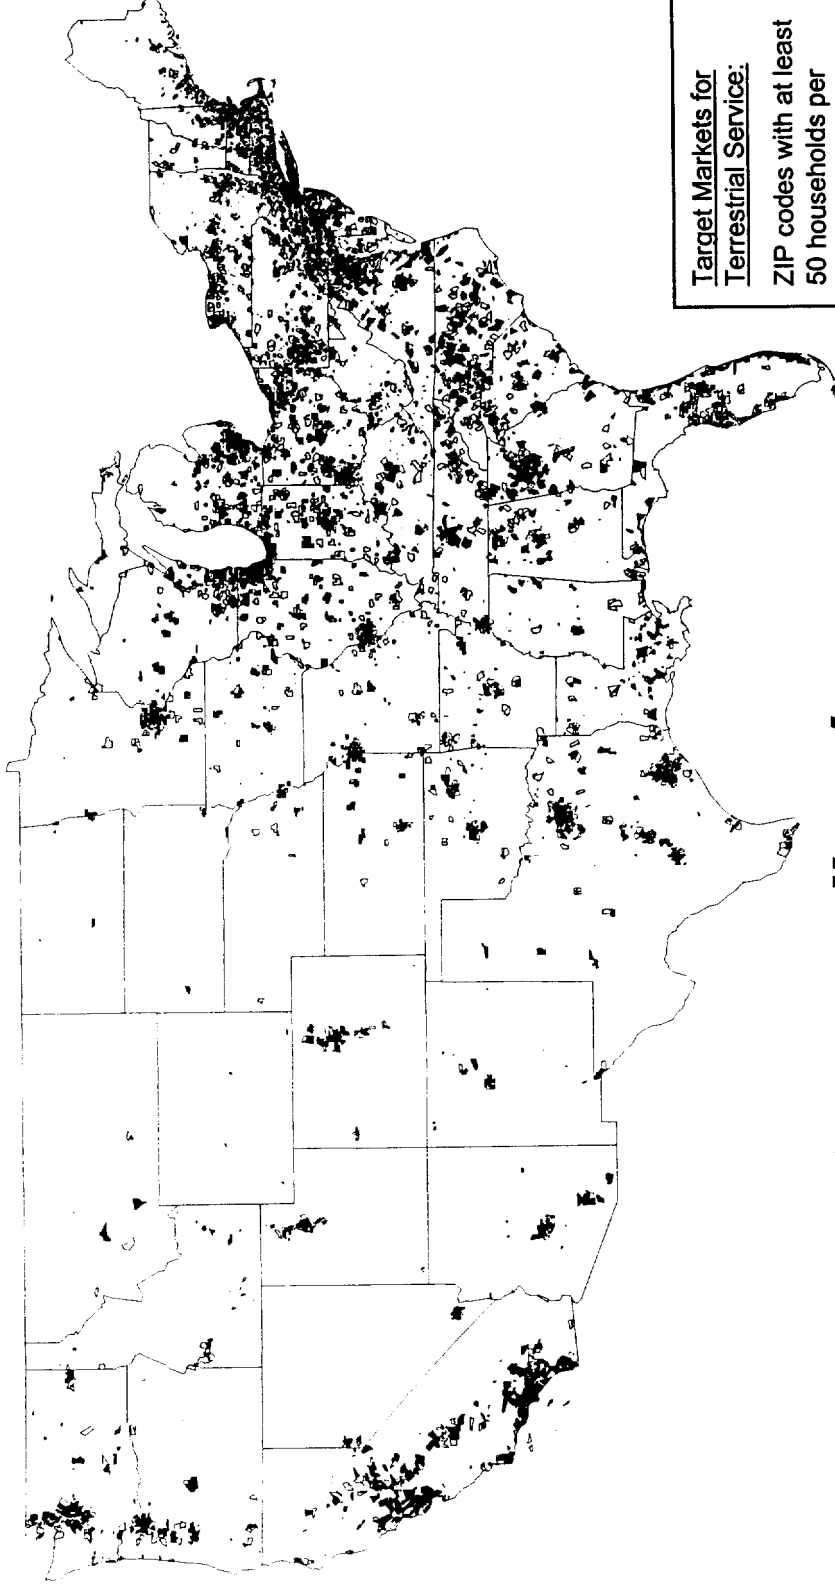 Target Markets for
Terrestrial Service:
ZIP codes with at least
50 households per